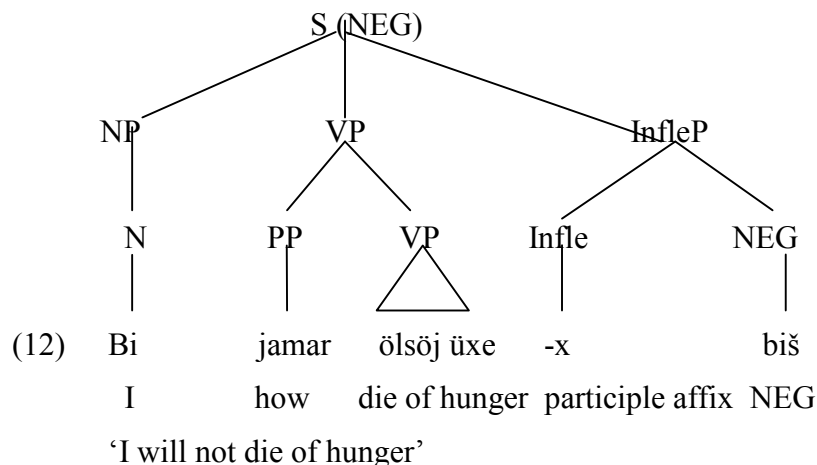 S (NEG)
NP VP InfleP
N PP VP Infle NEG
(12) Bi jamar ölsöj üxe -x biš
I how die of hunger participle affix NEG
‘I will not die of hunger’